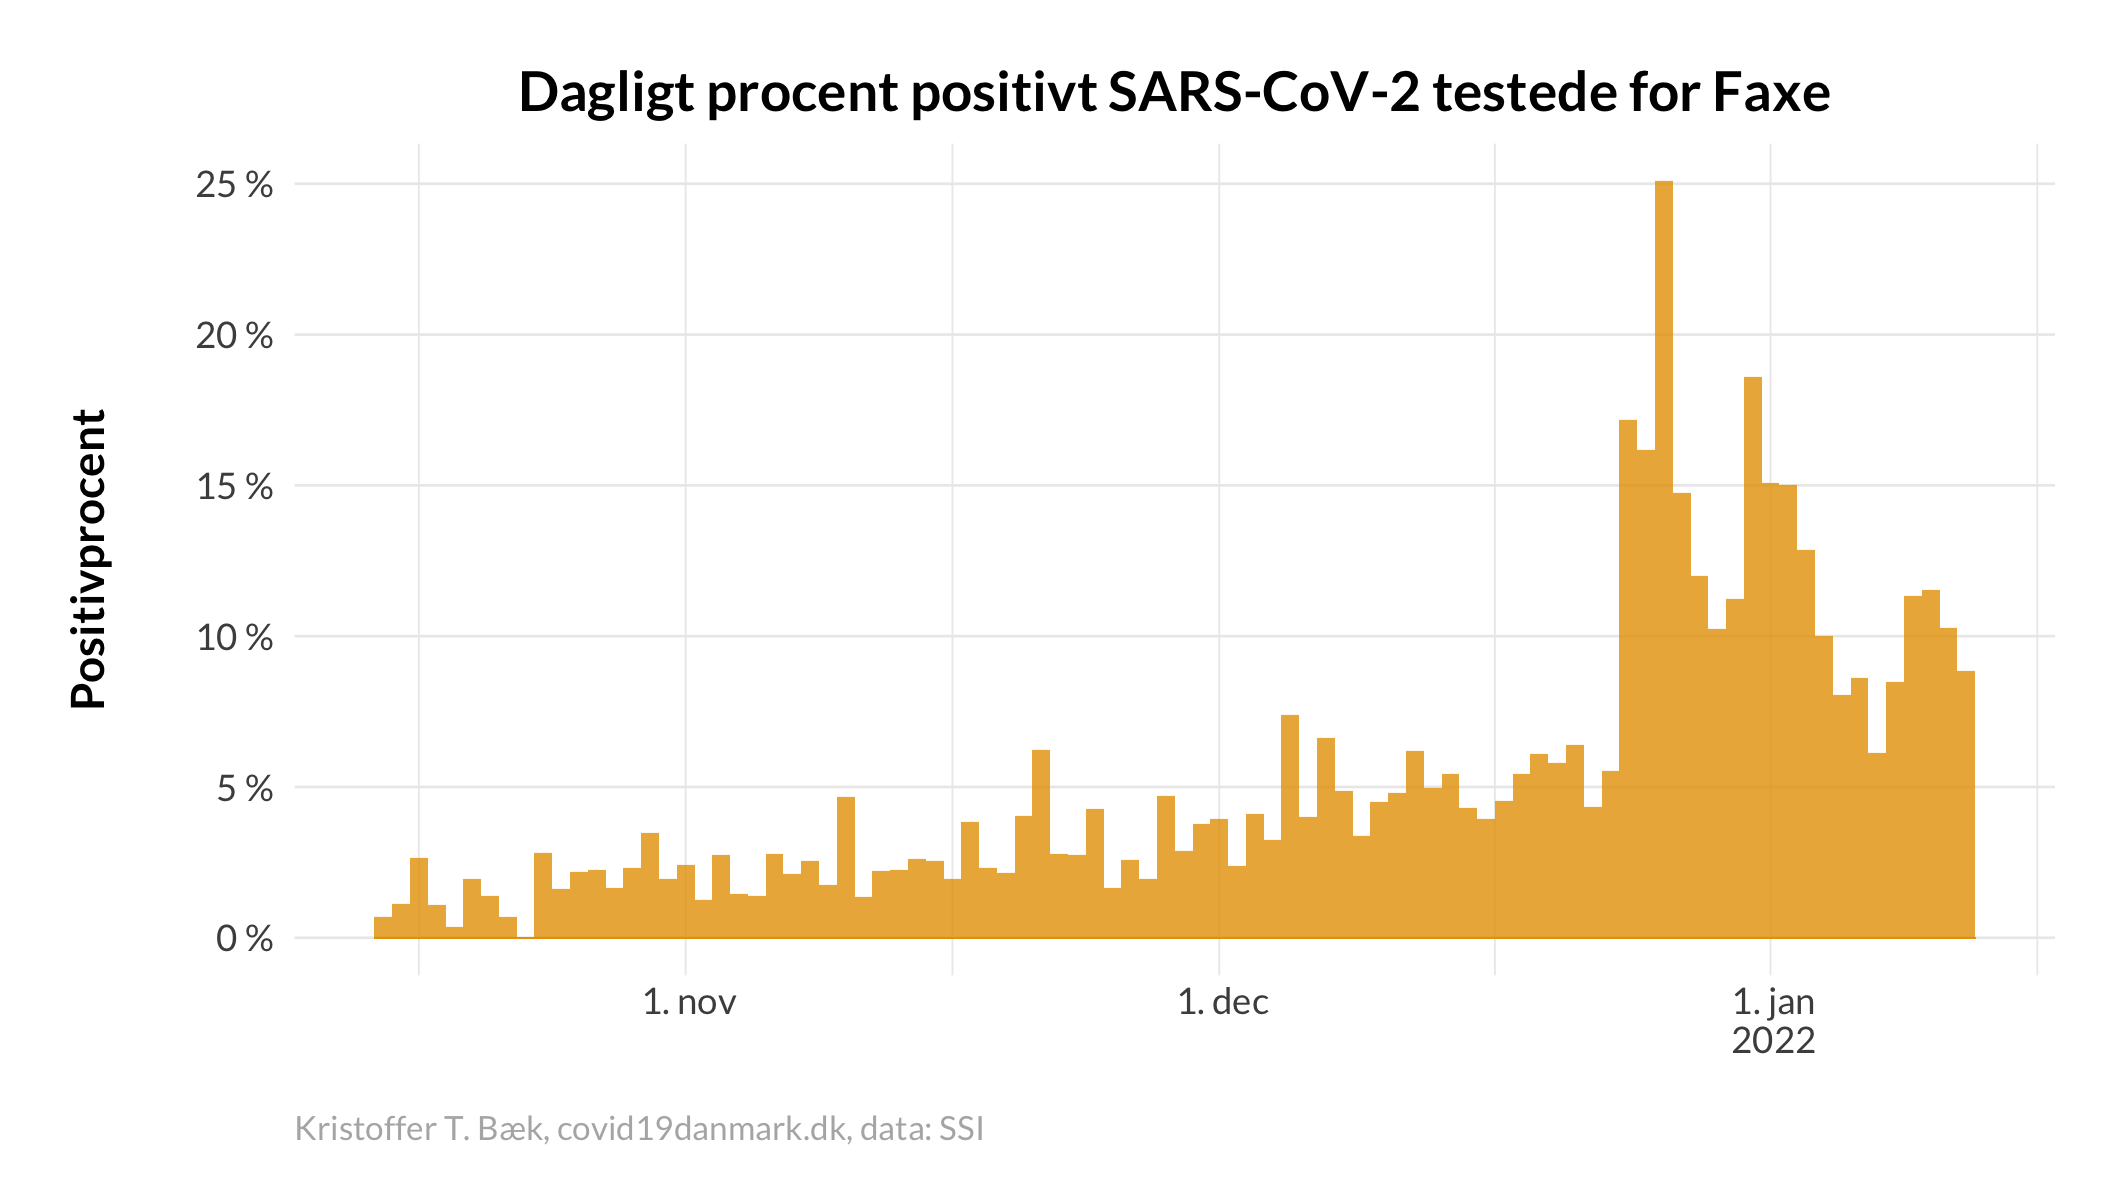 Dagligt procent positivt SARS-CoV-2 testede for Faxe
Positivprocent
25 %
20 %
15 %
10 %
5 %
0 %
1. nov
1. dec
1. jan
2022
Kristoffer T. Bæk, covid19danmark.dk, data: SSI